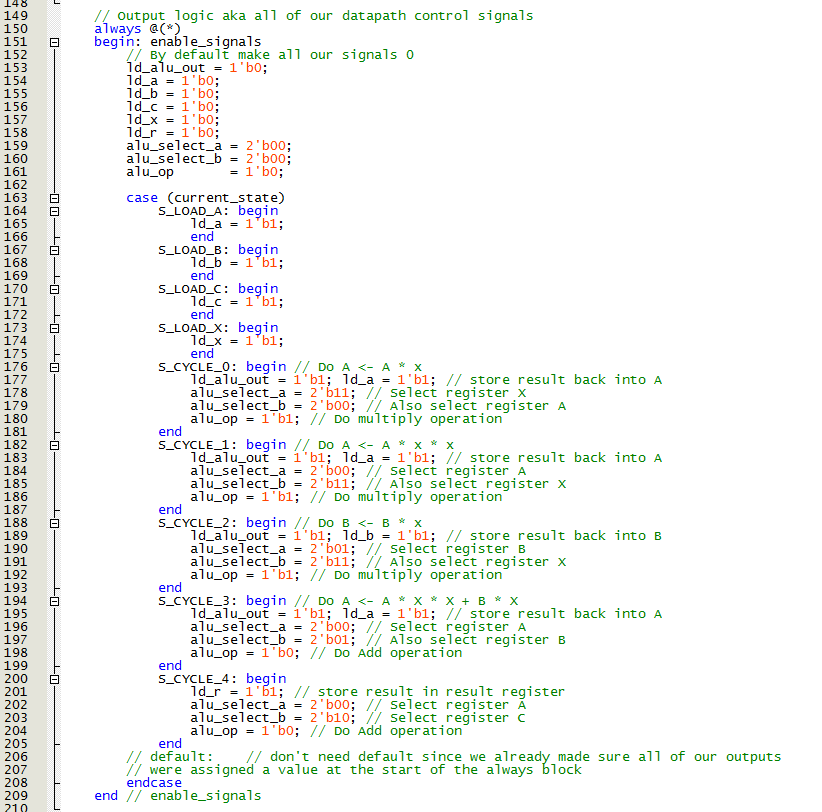 148
149 // Output logic aka all of our datapath control signals
150 always @(*)
151 begin: enable_signals
152 // By default make all our signals 0
153 ld_alu_out = 1'b0;
154 ld_a = 1'b0;
155 ld_b = 1'b0;
156 ld_c = 1'b0;
157 ld_x = 1'b0;
158 ld_r = 1'b0;
159 alu_select_a = 2'b00;
160 alu_select_b = 2'b00;
161 alu_op = 1'b0;
162
163 case (current_state)
164 S_LOAD_A: begin
165 ld_a = 1'b1;
166 end
167 S_LOAD_B: begin
168 ld_b = 1'b1;
169 end
170 S_LOAD_C: begin
171 ld_c = 1'b1;
172 end
173 S_LOAD_X: begin
174 ld_x = 1'b1;
175 end
176 S_CYCLE_0: begin // Do A <- A * x
177 ld_alu_out = 1'b1; ld_a = 1'b1; // store result back into A
178 alu_select_a = 2'b11; // Select register X
179 alu_select_b = 2'b00; // Also select register A
180 alu_op = 1'b1; // Do multiply operation
181 end
182 S_CYCLE_1: begin // Do A <- A * x * x
183 ld_alu_out = 1'b1; ld_a = 1'b1; // store result back into A
184 alu_select_a = 2'b00; // Select register A
185 alu_select_b = 2'b11; // Also select register X
186 alu_op = 1'b1; // Do multiply operation
187 end
188 S_CYCLE_2: begin // Do B <- B * x
189 ld_alu_out = 1'b1; ld_b = 1'b1; // store result back into B
190 alu_select_a = 2'b01; // Select register B
191 alu_select_b = 2'b11; // Also select register X
192 alu_op = 1'b1; // Do multiply operation
193 end
194 S_CYCLE_3: begin // Do A <- A * X * X + B * X
195 ld_alu_out = 1'b1; ld_a = 1'b1; // store result back into A
196 alu_select_a = 2'b00; // Select register A
197 alu_select_b = 2'b01; // Also select register B
198 alu_op = 1'b0; // Do Add operation
199 end
200 S_CYCLE_4: begin
201 ld_r = 1'b1; // store result in result register
202 alu_select_a = 2'b00; // Select register A
203 alu_select_b = 2'b10; // Select register C
204 alu_op = 1'b0; // Do Add operation
205 end
206 // default: // don't need default since we already made sure all of our outputs
207 // were assigned a value at the start of the always block
208 endcase
209 end // enable_signals
210